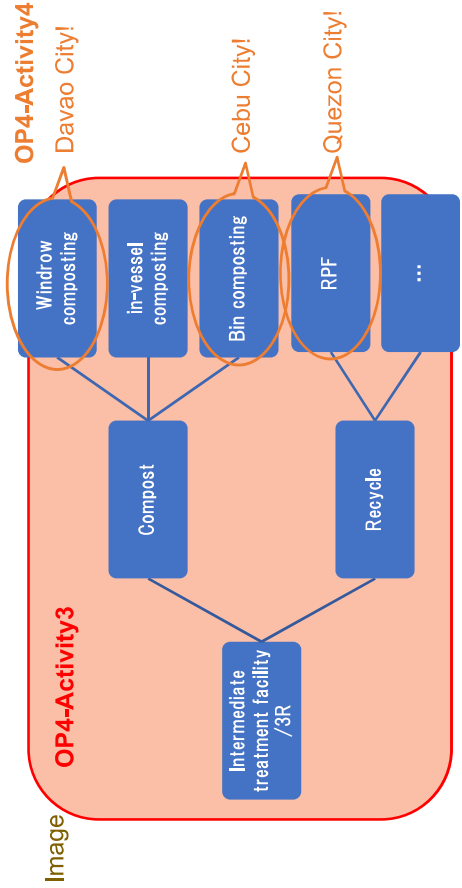 Image
OP4-Activity3
OP4-Activity4
Intermediate
treatment facility
/3R
Compost
Recycle
Windrow
composting
Davao City!
in-vessel
composting
Bin composting
Cebu City!
RPF
Quezon City!
...